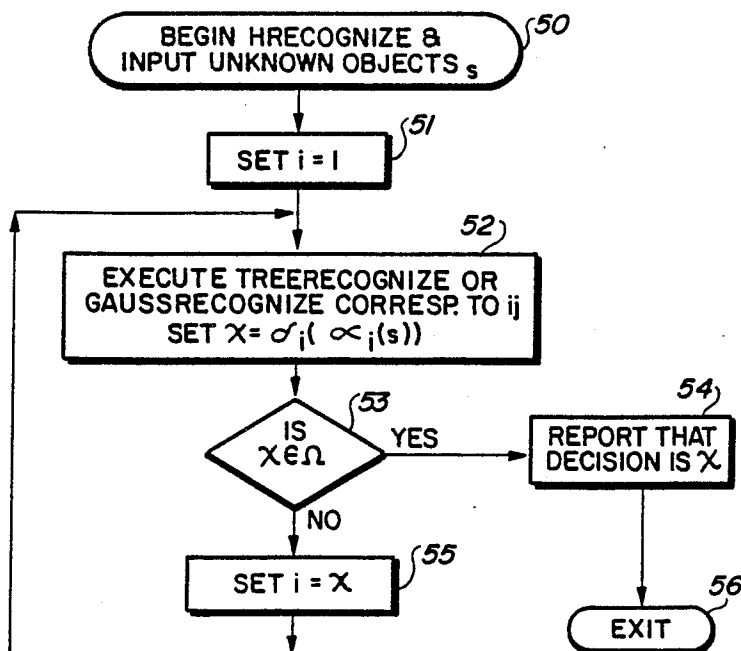 BEGIN HRECOGNIZE &
INPUT UNKNOWN OBJECTS s
50
SET i = 1
51
52
EXECUTE TREERECOGNIZE OR
GAUSSRECOGNIZE CORRESP. TO ij
SET χ = σi( ∝i(s))
53
IS
χ∈Ω
YES
NO
54
REPORT THAT
DECISION IS χ
55
SET i = χ
56
EXIT